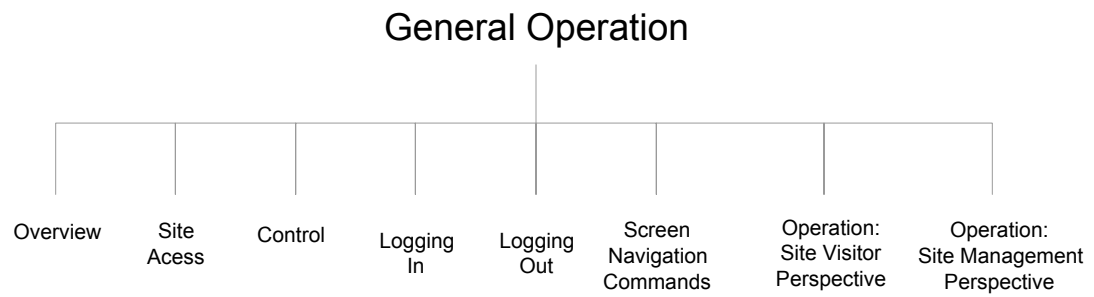 General Operation
Overview
Site
Acess
Control
Logging
In
Logging
Out
Screen
Navigation
Commands
Operation:
Site Visitor
Perspective
Operation:
Site Management
Perspective